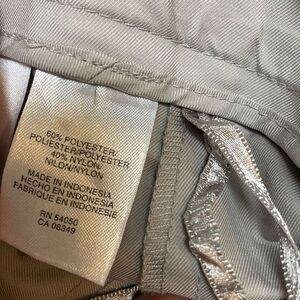 60% POLYESTER
POLIESTER/POLYESTER
40% NYLON/
NILON/NYLON
MADE IN INDONESIA
HECHO EN INDONESIA
FABRIQUE EN INDONESIE
RN 54050
CA 08349